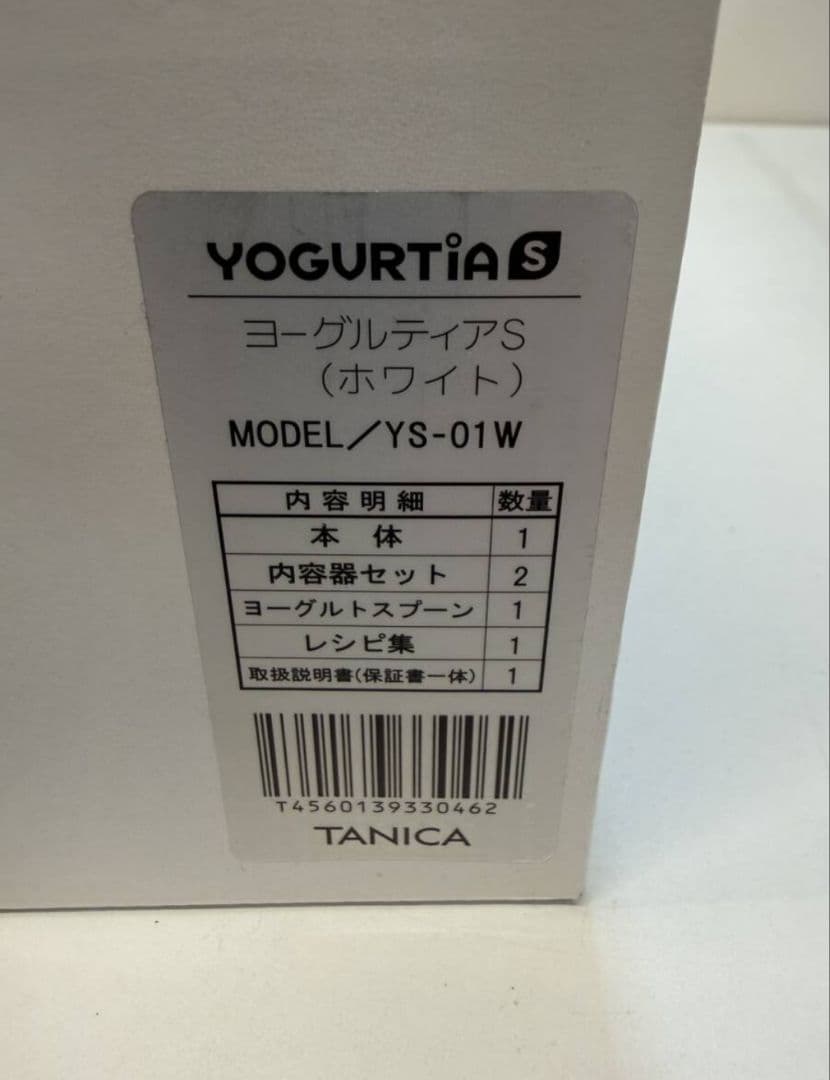 YOGURTiA S
ヨーグルティアS
(ホワイト)
MODEL/YS-01W
内容明細 数量
本体 1
内容器セット 2
ヨーグルトスプーン 1
レシピ集 1
取扱説明書(保証書一体) 1
T4560139330462
TANICA